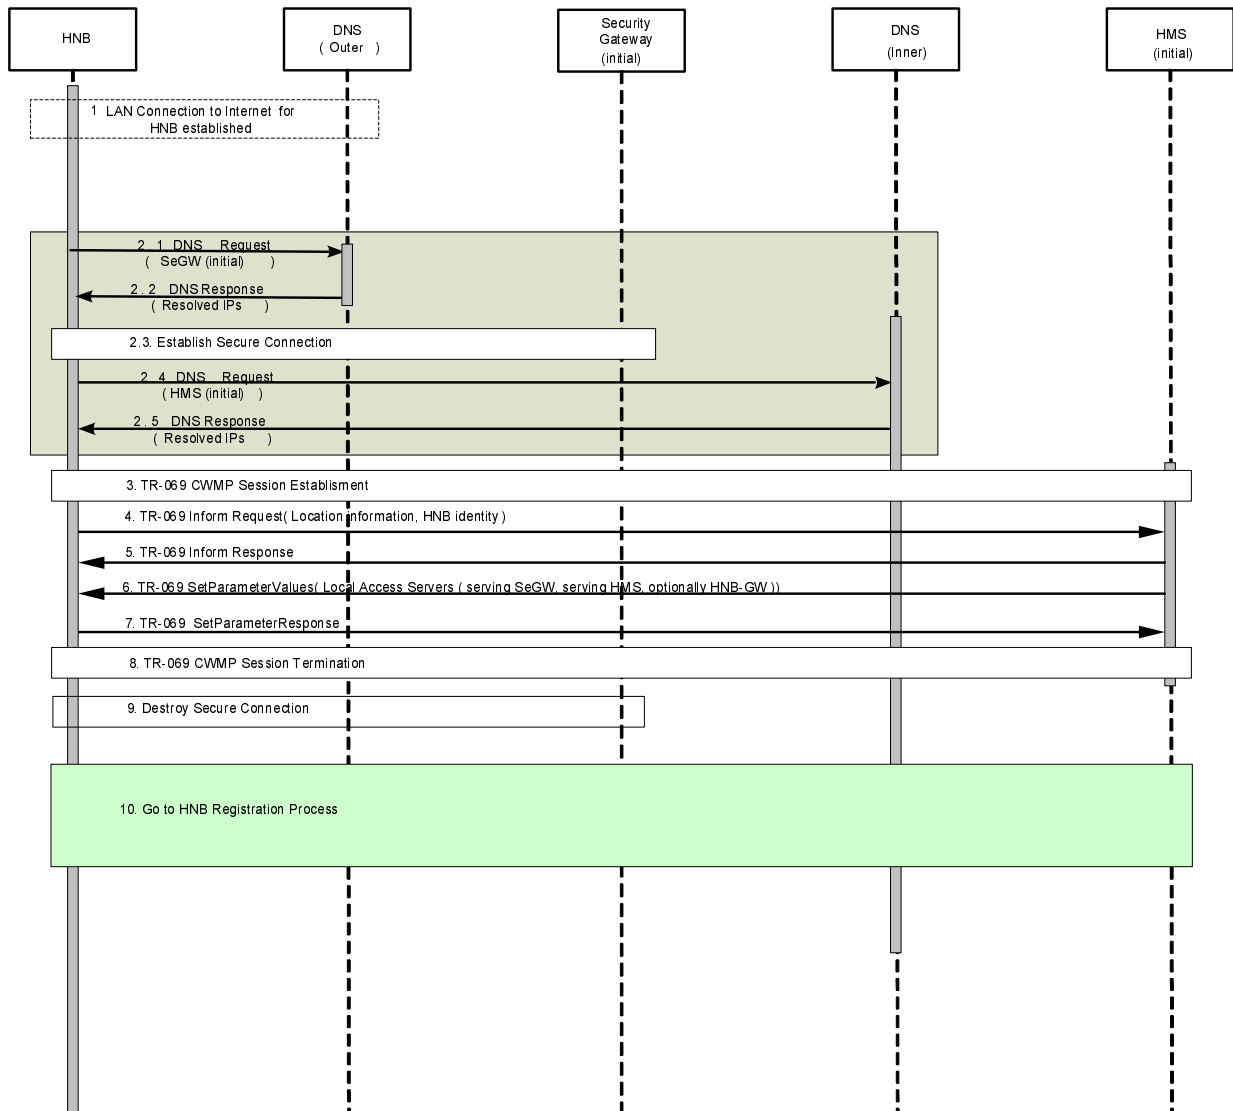 HNB
DNS
( Outer )
Security
Gateway
(initial)
DNS
(Inner)
HMS
(initial)
1 LAN Connection to Internet for
HNB established
2 . 1 DNS Request
( SeGW (initial) )
2 . 2 DNS Response
( Resolved IPs )
2.3. Establish Secure Connection
2 . 4 DNS Request
( HMS (initial) )
2 . 5 DNS Response
( Resolved IPs )
3. TR-069 CWMP Session Establisment
4. TR-069 Inform Request( Location information, HNB identity )
5. TR-069 Inform Response
6. TR-069 SetParameterValues( Local Access Servers ( serving SeGW, serving HMS, optionally HNB-GW ))
7. TR-069 SetParameterResponse
8. TR-069 CWMP Session Termination
9. Destroy Secure Connection
10. Go to HNB Registration Process